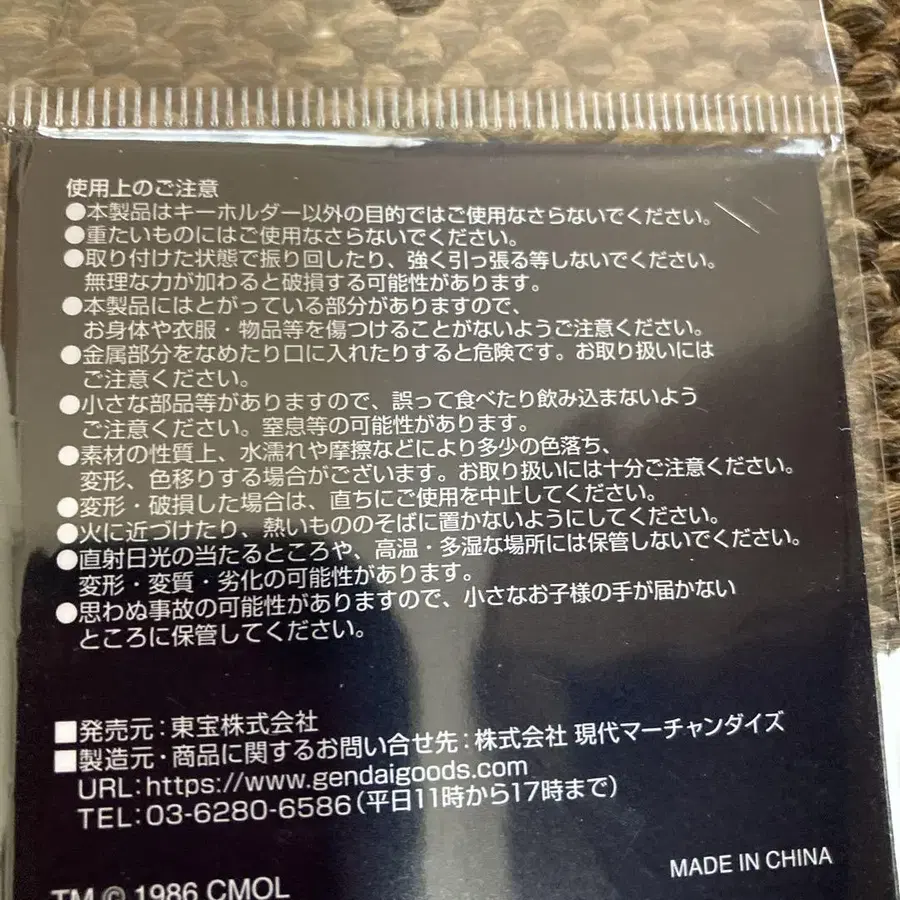 使用上のご注意
●本製品はキーホルダー以外の目的ではご使用なさらないでください。
●重たいものにはご使用なさらないでください。
●取り付けた状態で振り回したり、強く引っ張る等しないでください。
無理な力が加わると破損する可能性があります。
●本製品にはとがっている部分がありますので、
お身体や衣服・物品等を傷つけることがないようご注意ください。
●金属部分をなめたり口に入れたりすると危険です。お取り扱いには
ご注意ください。
●小さな部品等がありますので、誤って食べたり飲み込まないよう
ご注意ください。窒息等の可能性があります。
●素材の性質上、水濡れや摩擦などにより多少の色落ち、
変形、色移りする場合がございます。お取り扱いには十分ご注意ください。
●変形・破損した場合は、直ちにご使用を中止してください。
●火に近づけたり、熱いもののそばに置かないようにしてください。
●直射日光の当たるところや、高温・多湿な場所には保管しないでください。
変形・変質・劣化の可能性があります。
●思わぬ事故の可能性がありますので、小さなお子様の手が届かない
ところに保管してください。
■発売元：東宝株式会社
■製造元・商品に関するお問い合せ先：株式会社 現代マーチャンダイズ
URL：https://www.gendaigoods.com
TEL：03-6280-6586（平日11時から17時まで）
MADE IN CHINA
TM © 1986 CMOL